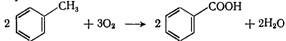 2 CH₃ + 3O₂ ⟶ 2 COOH + 2H₂O